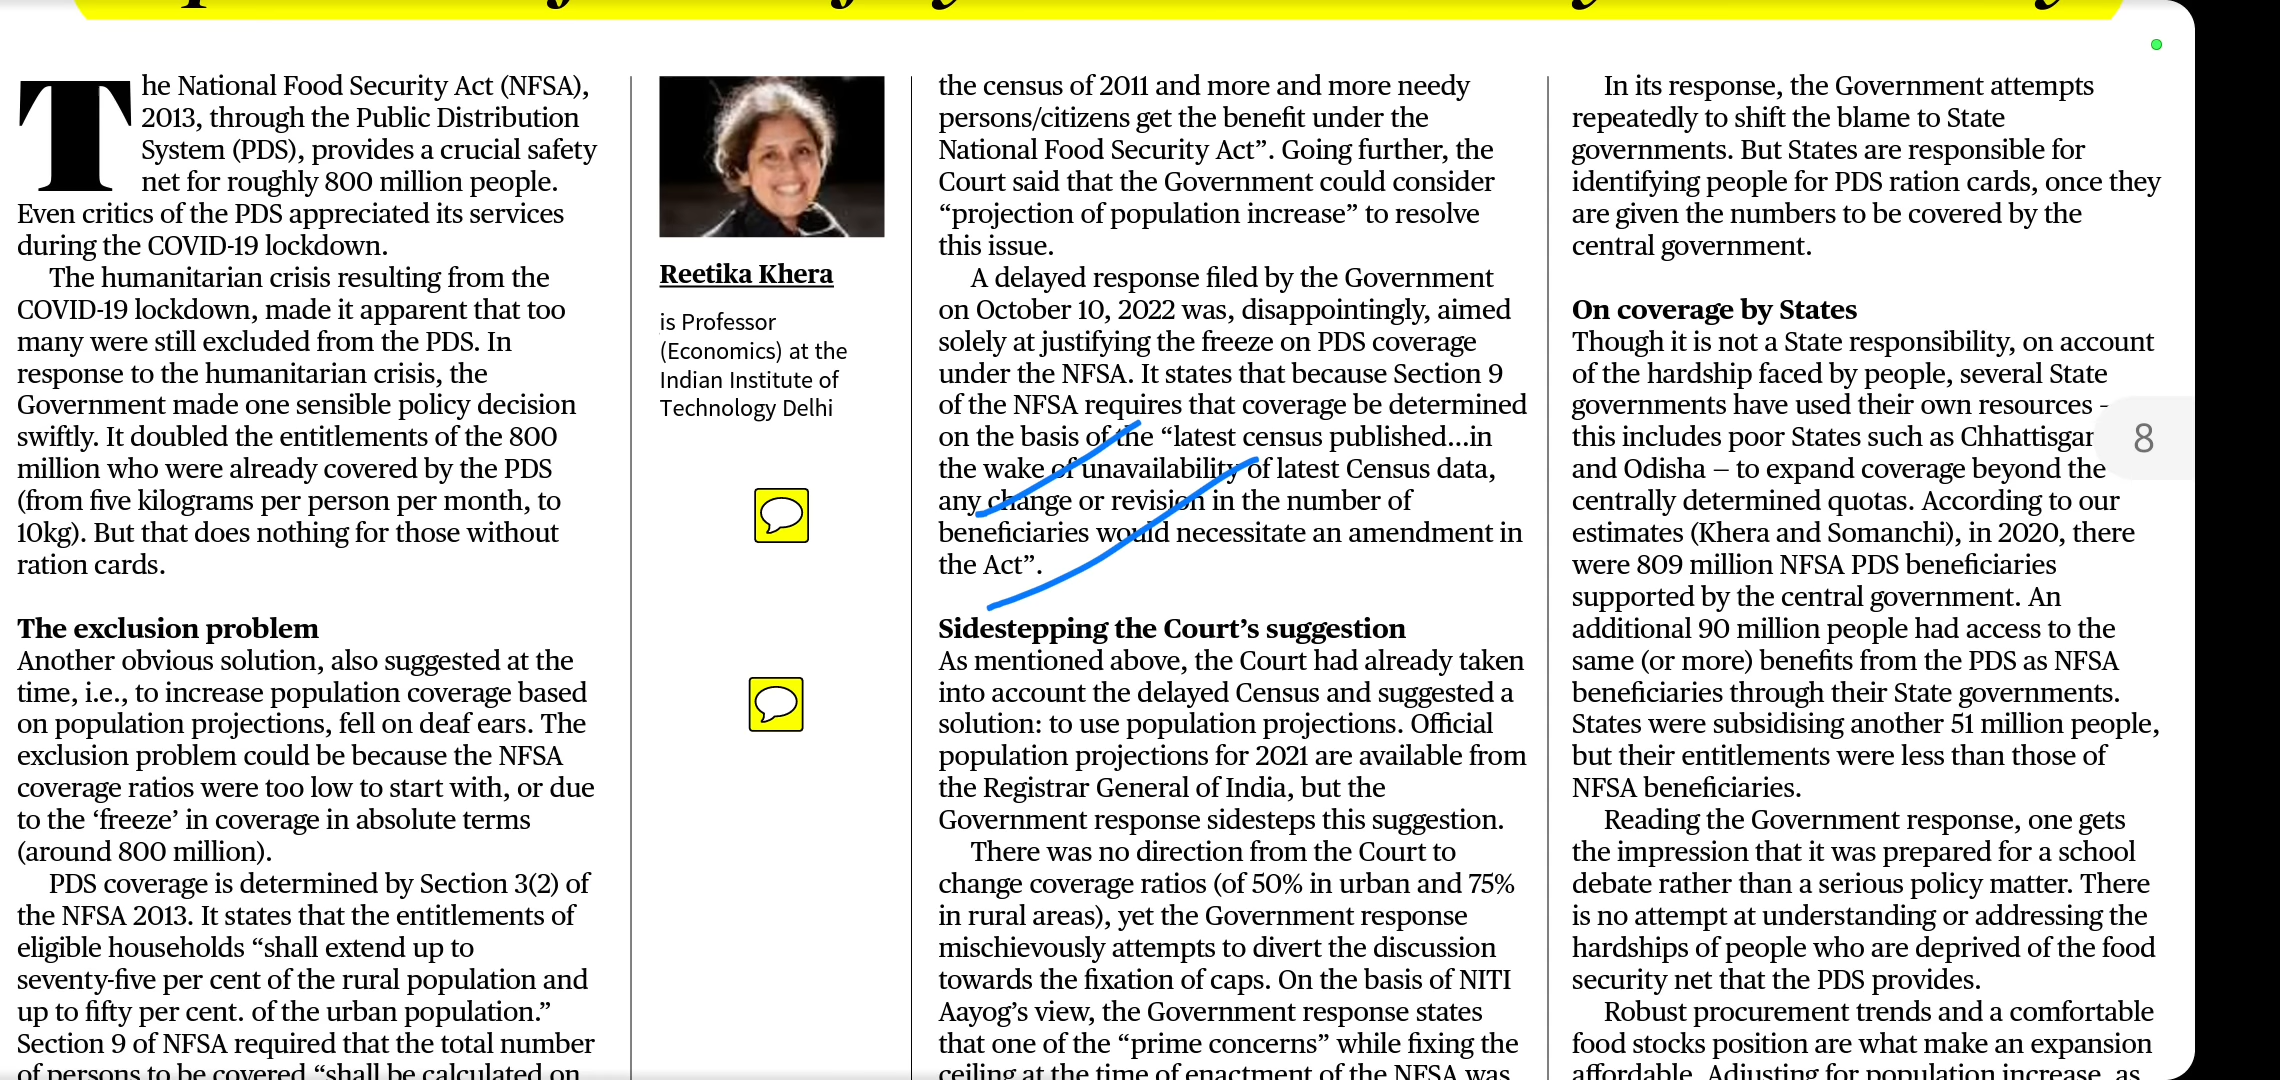 The National Food Security Act (NFSA),
2013, through the Public Distribution
System (PDS), provides a crucial safety
net for roughly 800 million people.
Even critics of the PDS appreciated its services
during the COVID-19 lockdown.
The humanitarian crisis resulting from the
COVID-19 lockdown, made it apparent that too
many were still excluded from the PDS. In
response to the humanitarian crisis, the
Government made one sensible policy decision
swiftly. It doubled the entitlements of the 800
million who were already covered by the PDS
(from five kilograms per person per month, to
10kg). But that does nothing for those without
ration cards.
The exclusion problem
Another obvious solution, also suggested at the
time, i.e., to increase population coverage based
on population projections, fell on deaf ears. The
exclusion problem could be because the NFSA
coverage ratios were too low to start with, or due
to the ‘freeze’ in coverage in absolute terms
(around 800 million).
PDS coverage is determined by Section 3(2) of
the NFSA 2013. It states that the entitlements of
eligible households “shall extend up to
seventy-five per cent of the rural population and
up to fifty per cent. of the urban population.”
Section 9 of NFSA required that the total number
of persons to be covered “shall be calculated on
Reetika Khera
is Professor
(Economics) at the
Indian Institute of
Technology Delhi
the census of 2011 and more and more needy
persons/citizens get the benefit under the
National Food Security Act”. Going further, the
Court said that the Government could consider
“projection of population increase” to resolve
this issue.
A delayed response filed by the Government
on October 10, 2022 was, disappointingly, aimed
solely at justifying the freeze on PDS coverage
under the NFSA. It states that because Section 9
of the NFSA requires that coverage be determined
on the basis of the “latest census published...in
the wake of unavailability of latest Census data,
any change or revision in the number of
beneficiaries would necessitate an amendment in
the Act”.
Sidestepping the Court’s suggestion
As mentioned above, the Court had already taken
into account the delayed Census and suggested a
solution: to use population projections. Official
population projections for 2021 are available from
the Registrar General of India, but the
Government response sidesteps this suggestion.
There was no direction from the Court to
change coverage ratios (of 50% in urban and 75%
in rural areas), yet the Government response
mischievously attempts to divert the discussion
towards the fixation of caps. On the basis of NITI
Aayog’s view, the Government response states
that one of the “prime concerns” while fixing the
ceiling at the time of enactment of the NFSA was
In its response, the Government attempts
repeatedly to shift the blame to State
governments. But States are responsible for
identifying people for PDS ration cards, once they
are given the numbers to be covered by the
central government.
On coverage by States
Though it is not a State responsibility, on account
of the hardship faced by people, several State
governments have used their own resources –
this includes poor States such as Chhattisgar
and Odisha — to expand coverage beyond the
centrally determined quotas. According to our
estimates (Khera and Somanchi), in 2020, there
were 809 million NFSA PDS beneficiaries
supported by the central government. An
additional 90 million people had access to the
same (or more) benefits from the PDS as NFSA
beneficiaries through their State governments.
States were subsidising another 51 million people,
but their entitlements were less than those of
NFSA beneficiaries.
Reading the Government response, one gets
the impression that it was prepared for a school
debate rather than a serious policy matter. There
is no attempt at understanding or addressing the
hardships of people who are deprived of the food
security net that the PDS provides.
Robust procurement trends and a comfortable
food stocks position are what make an expansion
affordable. Adjusting for population increase, as
8